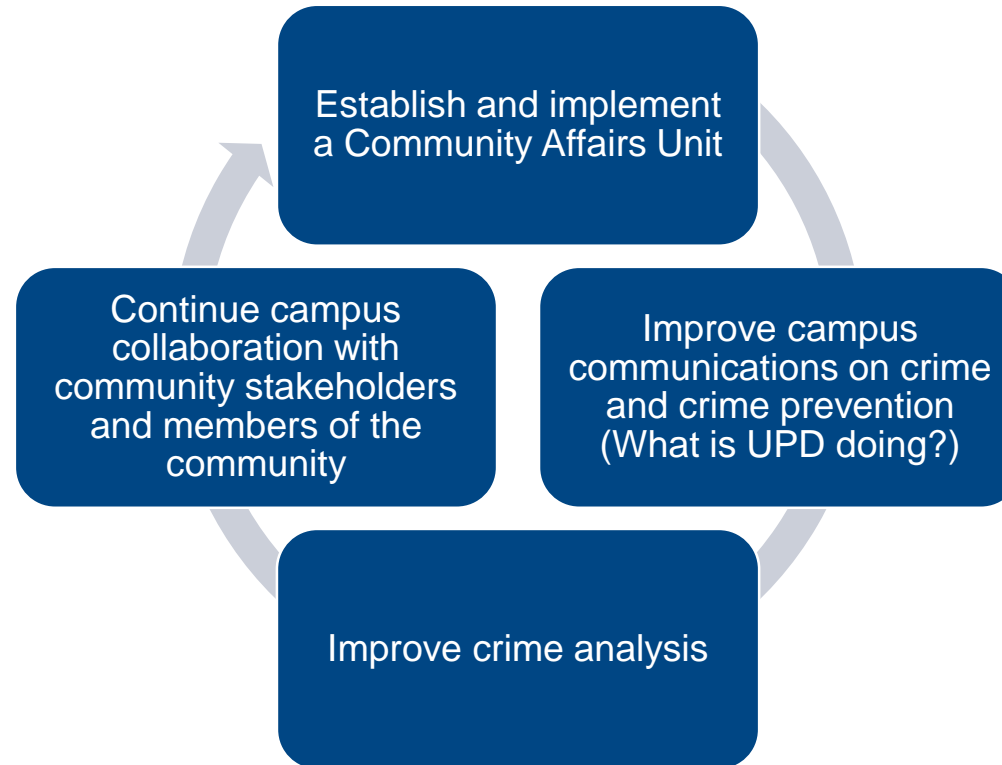 Establish and implement
a Community Affairs Unit
Improve campus
communications on crime
and crime prevention
(What is UPD doing?)
Improve crime analysis
Continue campus
collaboration with
community stakeholders
and members of the
community